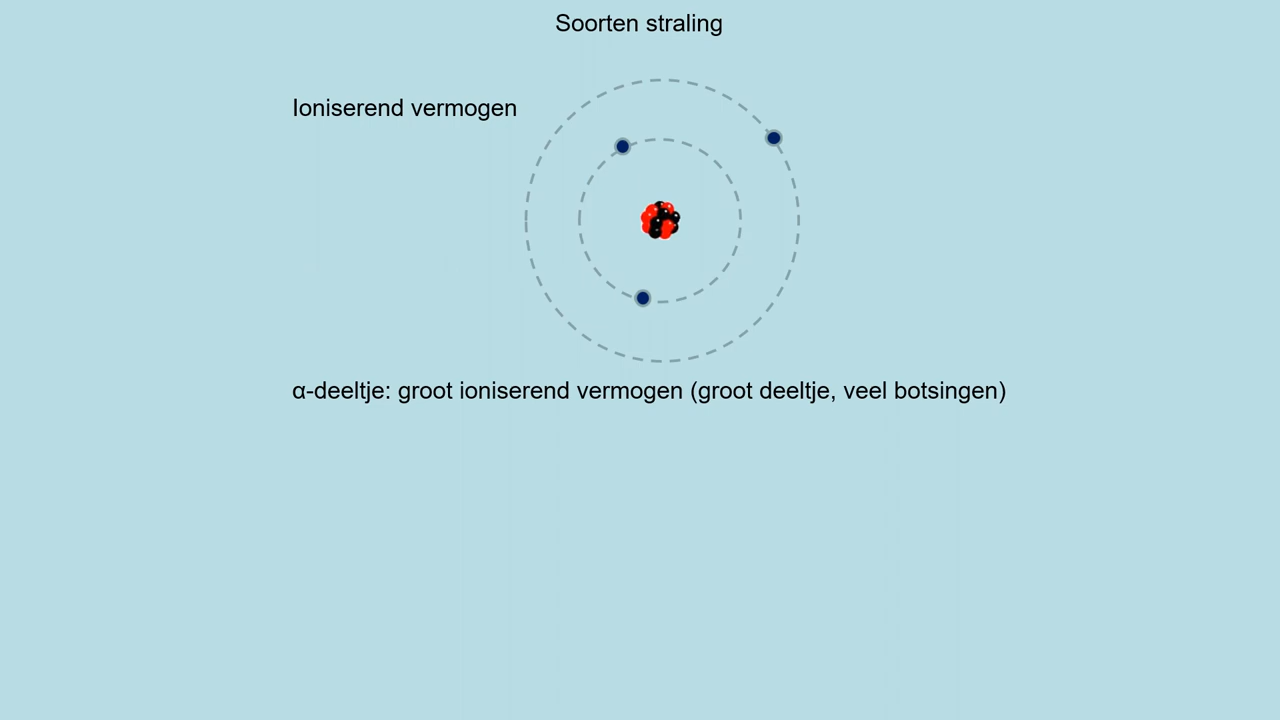 Soorten straling
Ioniserend vermogen
α-deeltje: groot ioniserend vermogen (groot deeltje, veel botsingen)